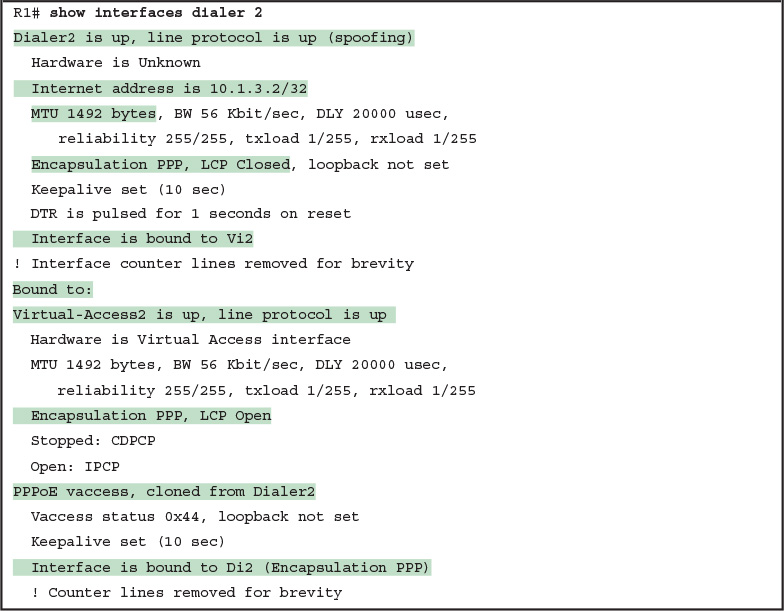 R1# show interfaces dialer 2
Dialer2 is up, line protocol is up (spoofing)
Hardware is Unknown
Internet address is 10.1.3.2/32
MTU 1492 bytes, BW 56 Kbit/sec, DLY 20000 usec,
reliability 255/255, txload 1/255, rxload 1/255
Encapsulation PPP, LCP Closed, loopback not set
Keepalive set (10 sec)
DTR is pulsed for 1 seconds on reset
Interface is bound to Vi2
! Interface counter lines removed for brevity
Bound to:
Virtual-Access2 is up, line protocol is up
Hardware is Virtual Access interface
MTU 1492 bytes, BW 56 Kbit/sec, DLY 20000 usec,
reliability 255/255, txload 1/255, rxload 1/255
Encapsulation PPP, LCP Open
Stopped: CDPCP
Open: IPCP
PPPoE vaccess, cloned from Dialer2
Vaccess status 0x44, loopback not set
Keepalive set (10 sec)
Interface is bound to Di2 (Encapsulation PPP)
! Counter lines removed for brevity